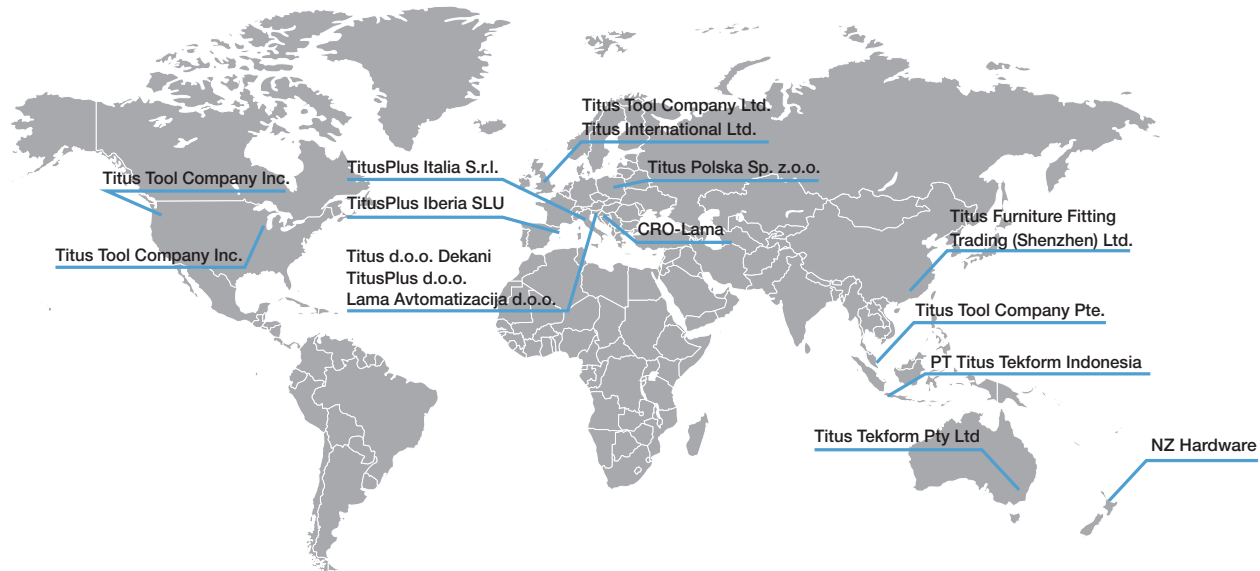 Titus Tool Company Ltd.
Titus International Ltd.
TitusPlus Italia S.r.l.
Titus Polska Sp. z.o.o.
Titus Tool Company Inc.
TitusPlus Iberia SLU
CRO-Lama
Titus Furniture Fitting
Trading (Shenzhen) Ltd.
Titus Tool Company Inc.
Titus d.o.o. Dekani
TitusPlus d.o.o.
Lama Avtomatizacija d.o.o.
Titus Tool Company Pte.
PT Titus Tekform Indonesia
Titus Tekform Pty Ltd
NZ Hardware